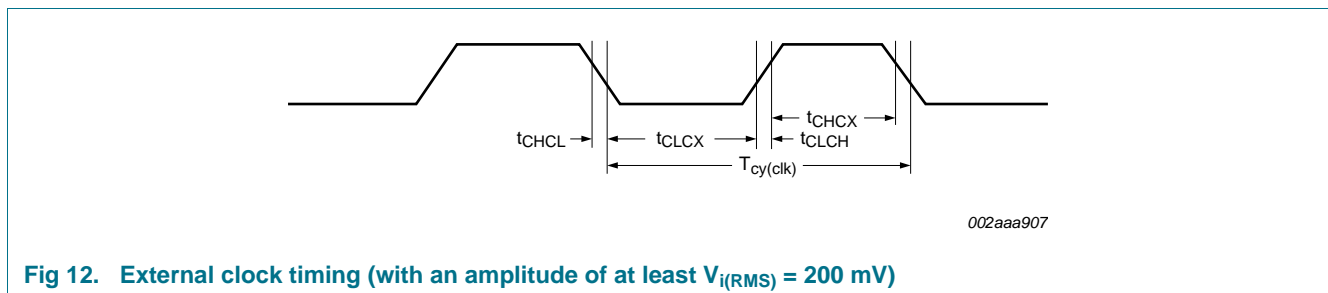 tCHCX
tCHCL tCLCX tCLCH
Tcy(clk)
002aaa907
Fig 12. External clock timing (with an amplitude of at least Vi(RMS) = 200 mV)